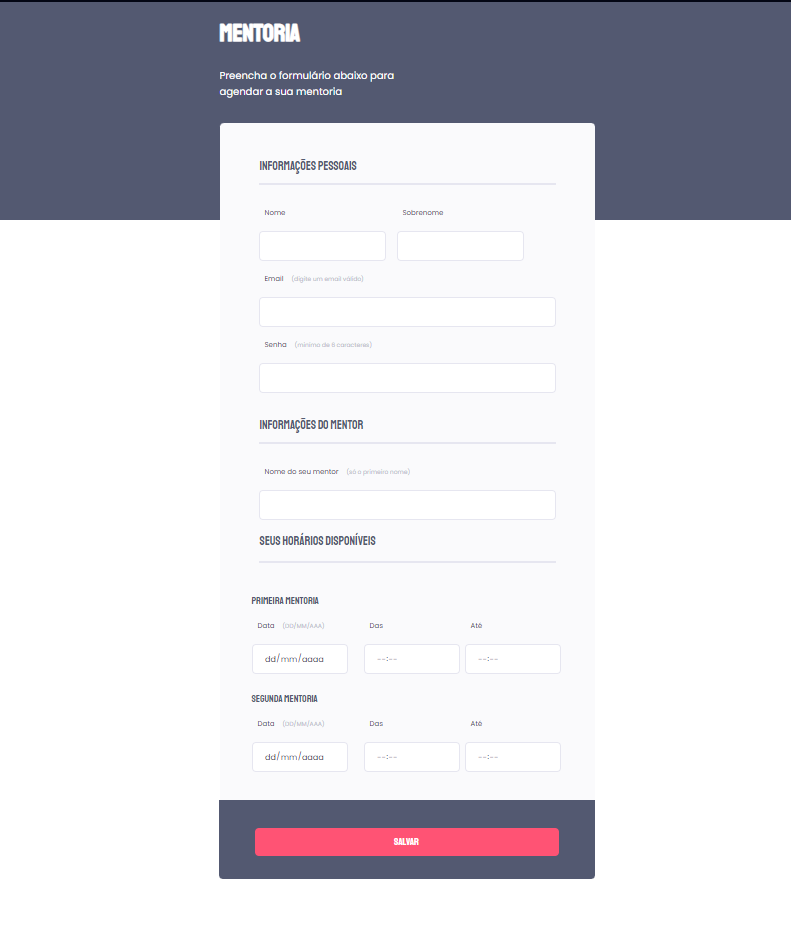 MENTORIA
Preencha o formulário abaixo para
agendar a sua mentoria
INFORMAÇÕES PESSOAIS
Nome Sobrenome
Email (digite um email válido)
Senha (mínimo de 6 caracteres)
INFORMAÇÕES DO MENTOR
Nome do seu mentor (só o primeiro nome)
SEUS HORÁRIOS DISPONÍVEIS
PRIMEIRA MENTORIA
Data (DD/MM/AAA) Das Até
dd/mm/aaaa --:-- --:--
SEGUNDA MENTORIA
Data (DD/MM/AAA) Das Até
dd/mm/aaaa --:-- --:--
SALVAR